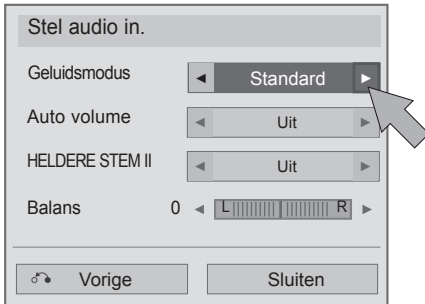 Stel audio in.
Geluidsmodus ◄ Standard ►
Auto volume ◄ Uit ►
HELDERE STEM II ◄ Uit ►
Balans 0 ◄ L R ►
Vorige Sluiten